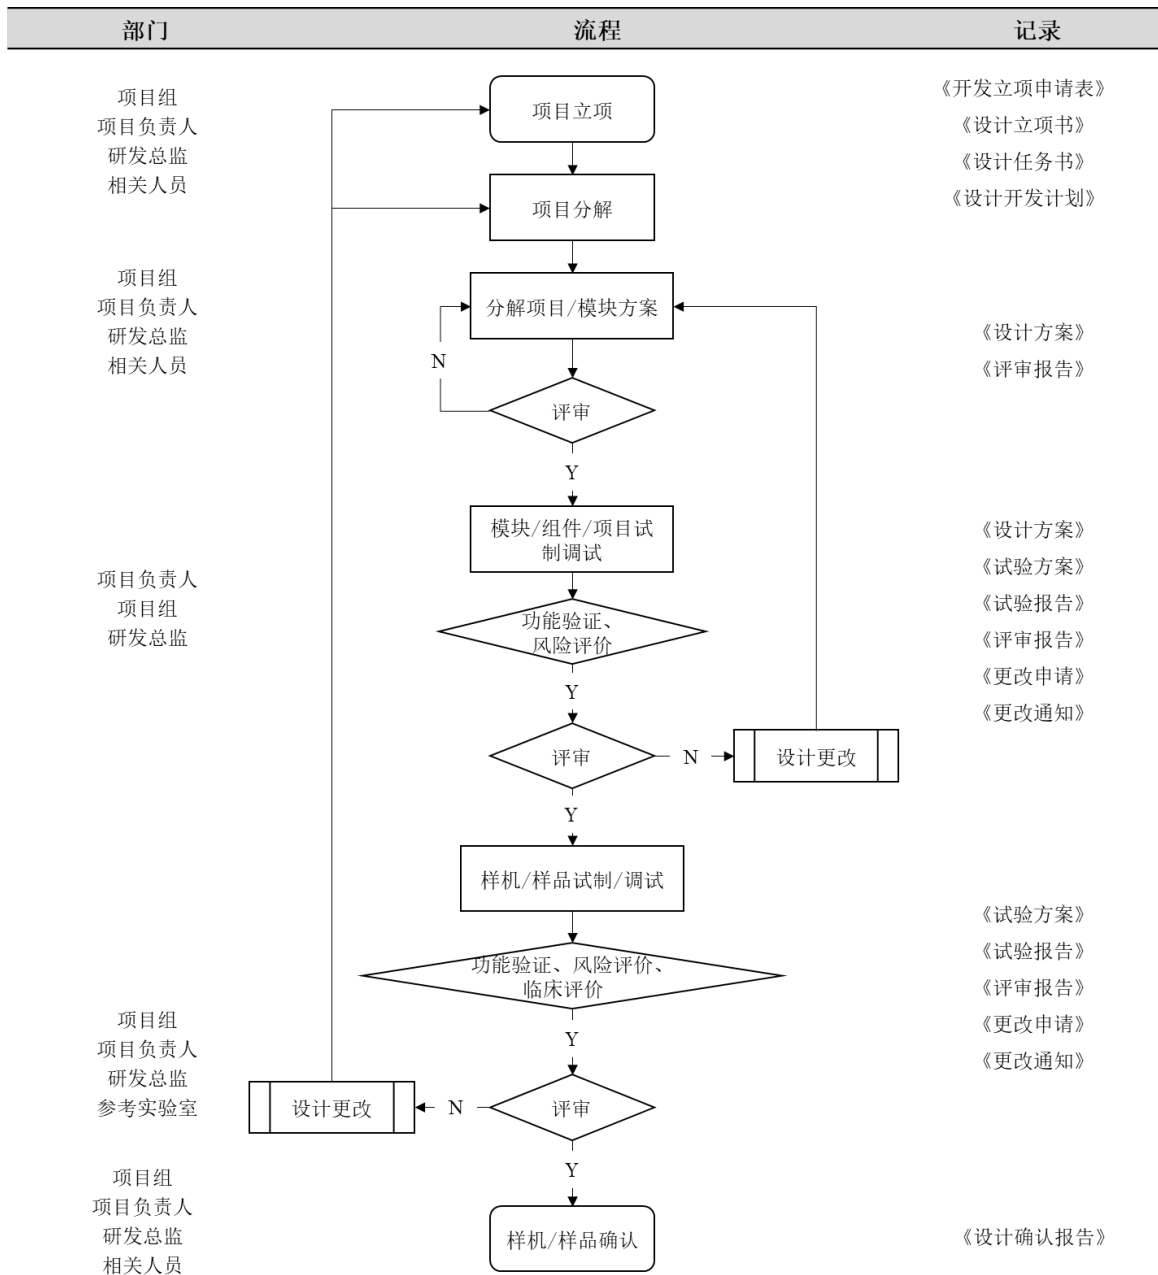 部门
流程
记录
项目组
项目负责人
研发总监
相关人员
项目立项
项目分解
《开发立项申请表》
《设计立项书》
《设计任务书》
《设计开发计划》
项目组
项目负责人
研发总监
相关人员
分解项目/模块方案
N
评审
Y
《设计方案》
《评审报告》
项目负责人
项目组
研发总监
模块/组件/项目试
制调试
功能验证、
风险评价
Y
评审
N
设计更改
Y
《设计方案》
《试验方案》
《试验报告》
《评审报告》
《更改申请》
《更改通知》
样机/样品试制/调试
功能验证、风险评价、
临床评价
Y
《试验方案》
《试验报告》
《评审报告》
《更改申请》
《更改通知》
项目组
项目负责人
研发总监
参考实验室
设计更改
N
评审
Y
项目组
项目负责人
研发总监
相关人员
样机/样品确认
《设计确认报告》